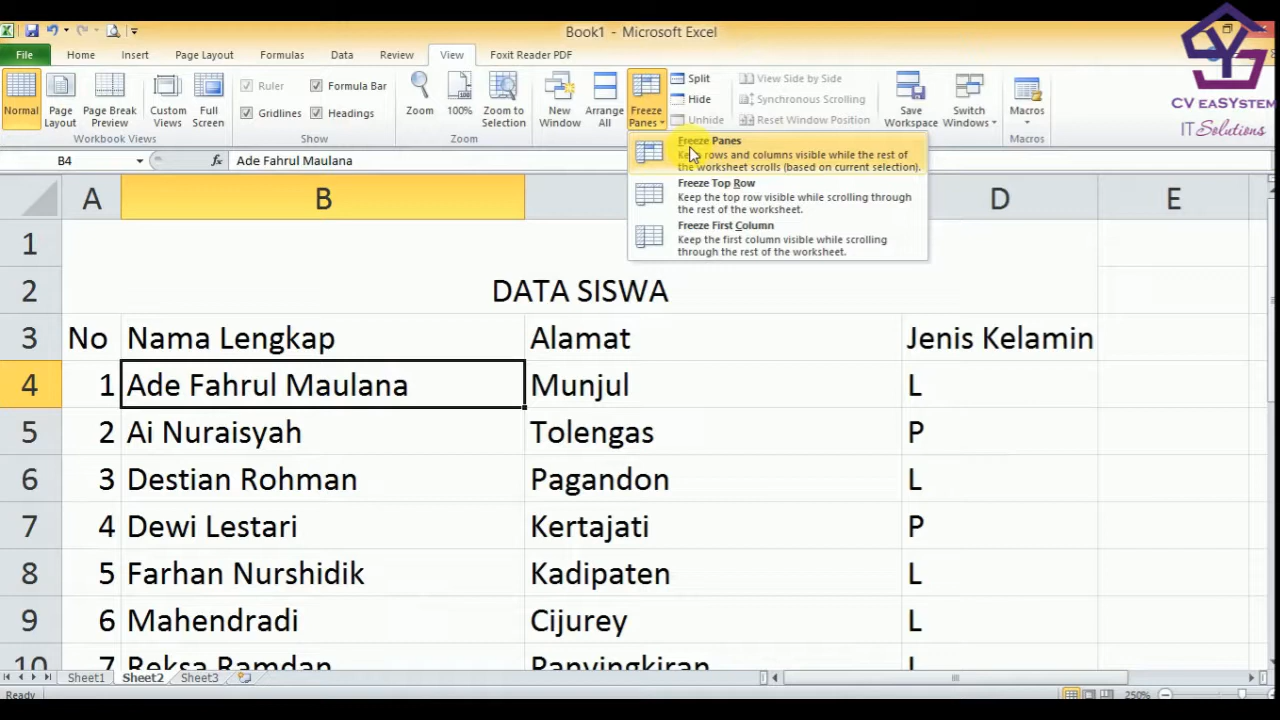 Book1 - Microsoft Excel
File Home Insert Page Layout Formulas Data Review View Foxit Reader PDF
Normal
Page Layout
Page Break Preview
Custom Views
Full Screen
Workbook Views
Ruler
Formula Bar
Gridlines
Headings
Show
Zoom
100%
Zoom to Selection
Zoom
New Window
Arrange All
Freeze Panes
Split
Hide
Unhide
View Side by Side
Synchronous Scrolling
Reset Window Position
Save Workspace
Switch Windows
Macros
Macros
CV eaSYstem
IT Solutions
Freeze Panes
Keep rows and columns visible while the rest of
the worksheet scrolls (based on current selection).
Freeze Top Row
Keep the top row visible while scrolling through
the rest of the worksheet.
Freeze First Column
Keep the first column visible while scrolling
through the rest of the worksheet.
B4 fx Ade Fahrul Maulana
A B D E
1
2 DATA SISWA
3 No Nama Lengkap Alamat Jenis Kelamin
4 1 Ade Fahrul Maulana Munjul L
5 2 Ai Nuraisyah Tolengas P
6 3 Destian Rohman Pagandon L
7 4 Dewi Lestari Kertajati P
8 5 Farhan Nurshidik Kadipaten L
9 6 Mahendradi Cijurey L
10 7 Reksa Ramdan Panyingkiran L
Sheet1 Sheet2 Sheet3
Ready 250%